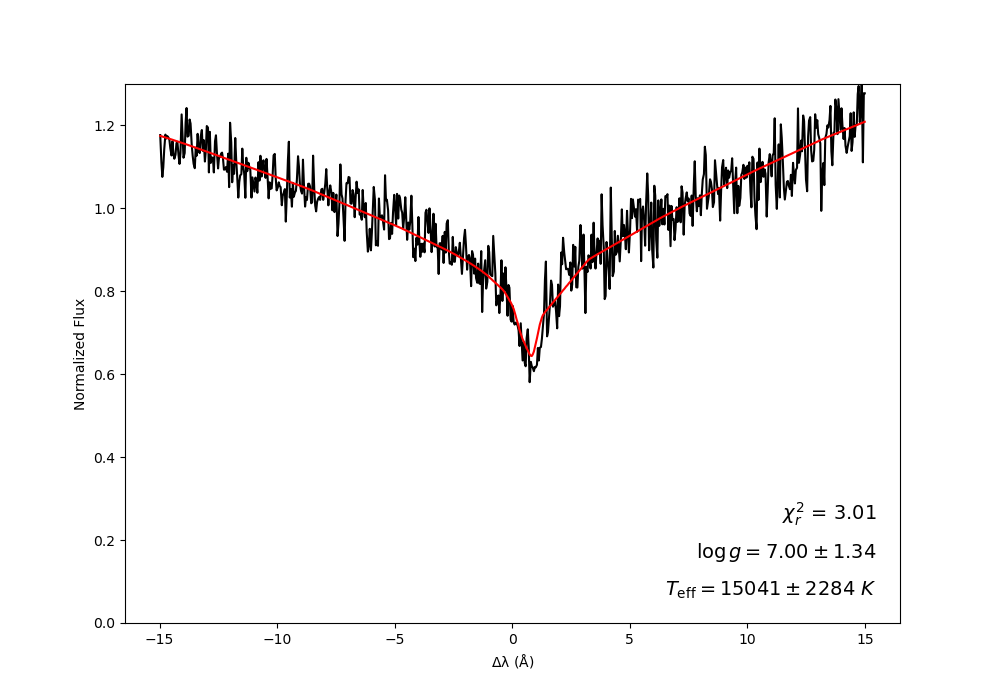 1.2
1.0
0.8
0.6
0.4
0.2
0.0
Normalized Flux
χ²ᵣ = 3.01
log g = 7.00 ± 1.34
T_eff = 15041 ± 2284 K
−15 −10 −5 0 5 10 15
Δλ (Å)